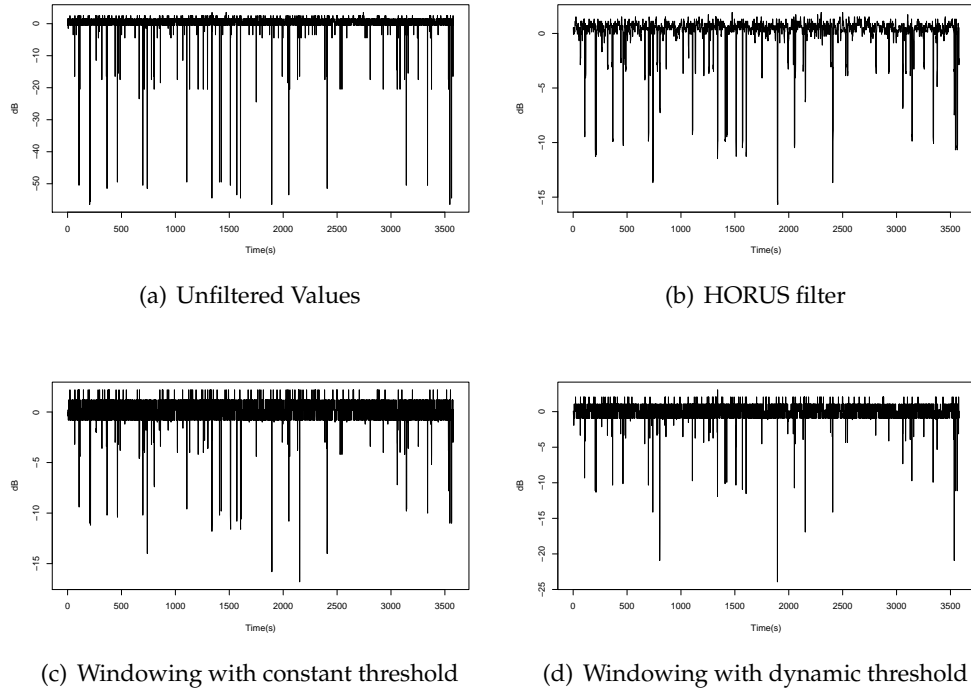 0
−10
−20
−30
−40
−50
dB
0 500 1000 1500 2000 2500 3000 3500
Time(s)
(a) Unfiltered Values
0
−5
−10
−15
dB
0 500 1000 1500 2000 2500 3000 3500
Time(s)
(b) HORUS filter
0
−5
−10
−15
dB
0 500 1000 1500 2000 2500 3000 3500
Time(s)
(c) Windowing with constant threshold
0
−5
−10
−15
−20
−25
dB
0 500 1000 1500 2000 2500 3000 3500
Time(s)
(d) Windowing with dynamic threshold